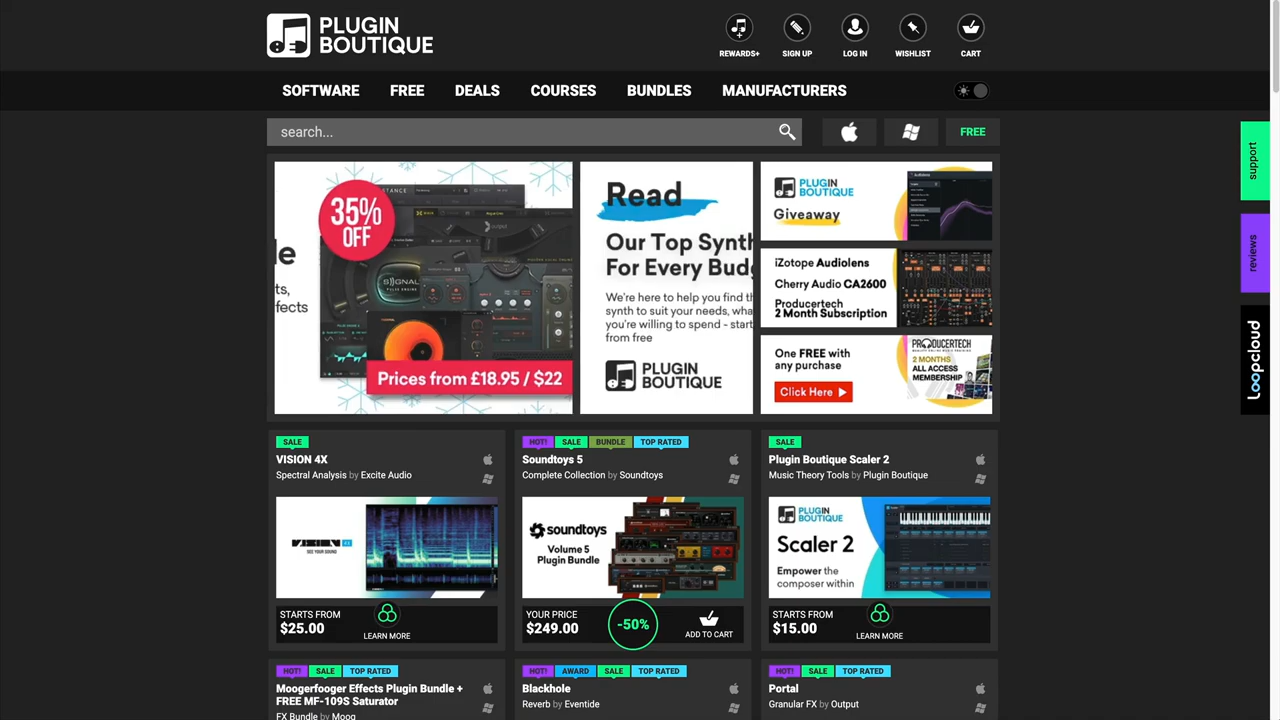 PLUGIN
BOUTIQUE
REWARDS+
SIGN UP
LOG IN
WISHLIST
CART
SOFTWARE
FREE
DEALS
COURSES
BUNDLES
MANUFACTURERS
search...
FREE
support
reviews
Loopcloud
35%
OFF
ts,
fects
Prices from £18.95 / $22
Read
Our Top Synth
For Every Budg
We're here to help you find th
synth to suit your needs, wha
you're willing to spend - start
from free
PLUGIN
BOUTIQUE
PLUGIN
BOUTIQUE
Giveaway
iZotope Audiolens
Cherry Audio CA2600
Producertech
2 Month Subscription
One FREE with
any purchase
Click Here
PRODUCERTECH
2 MONTHS
ALL ACCESS
MEMBERSHIP
SALE
VISION 4X
Spectral Analysis by Excite Audio
VISION 4X
SEE YOUR SOUND
STARTS FROM
$25.00
LEARN MORE
HOT! SALE BUNDLE TOP RATED
Soundtoys 5
Complete Collection by Soundtoys
soundtoys
Volume 5
Plugin Bundle
YOUR PRICE
$249.00
-50%
ADD TO CART
SALE
Plugin Boutique Scaler 2
Music Theory Tools by Plugin Boutique
PLUGIN
BOUTIQUE
Scaler 2
Empower the
composer within
STARTS FROM
$15.00
LEARN MORE
HOT! SALE TOP RATED
Moogerfooger Effects Plugin Bundle +
FREE MF-109S Saturator
FX Bundle by Moog
HOT! AWARD SALE TOP RATED
Blackhole
Reverb by Eventide
HOT! SALE TOP RATED
Portal
Granular FX by Output